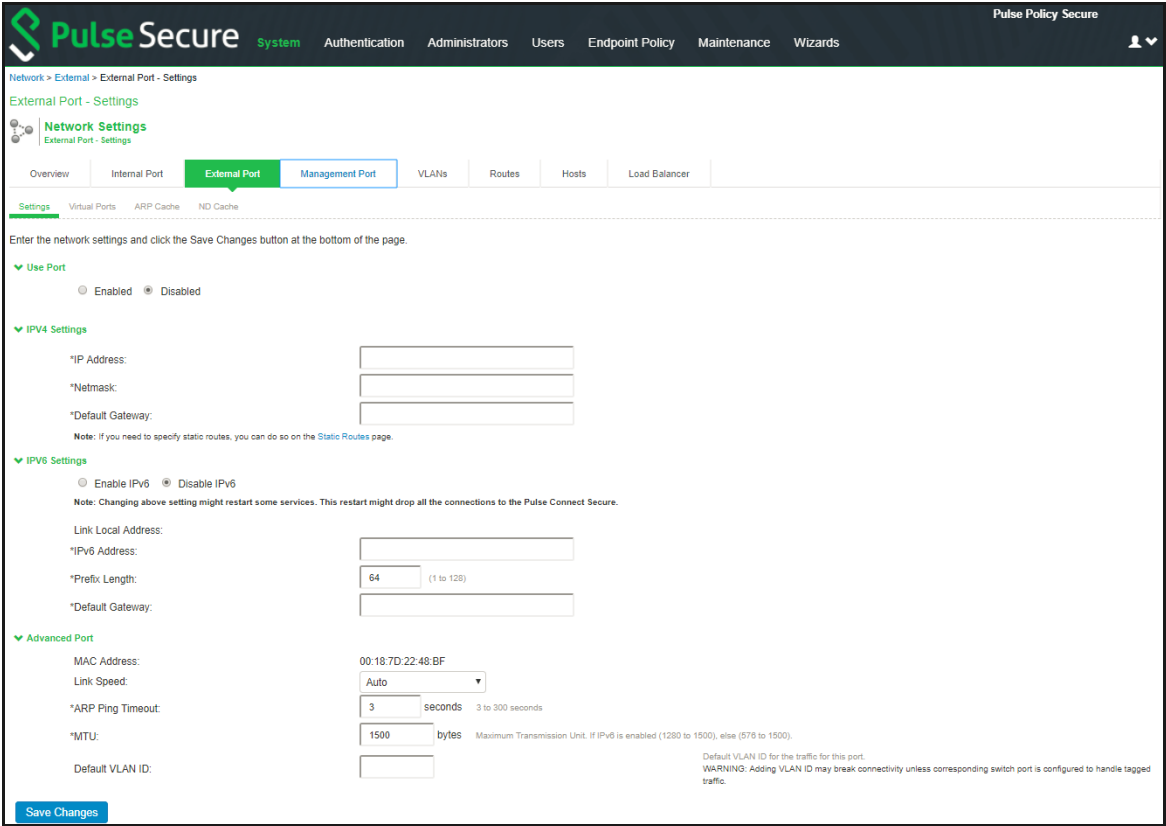 Pulse Policy Secure
Pulse Secure
System Authentication Administrators Users Endpoint Policy Maintenance Wizards
Network > External > External Port - Settings
External Port - Settings
Network Settings
External Port - Settings
Overview Internal Port External Port Management Port VLANs Routes Hosts Load Balancer
Settings Virtual Ports ARP Cache ND Cache
Enter the network settings and click the Save Changes button at the bottom of the page.
Use Port
Enabled Disabled
IPV4 Settings
*IP Address:
*Netmask:
*Default Gateway:
Note: If you need to specify static routes, you can do so on the Static Routes page.
IPV6 Settings
Enable IPv6 Disable IPv6
Note: Changing above setting might restart some services. This restart might drop all the connections to the Pulse Connect Secure.
Link Local Address:
*IPv6 Address:
*Prefix Length: 64 (1 to 128)
*Default Gateway:
Advanced Port
MAC Address: 00:18:7D:22:48:BF
Link Speed: Auto
*ARP Ping Timeout: 3 seconds 3 to 300 seconds
*MTU: 1500 bytes Maximum Transmission Unit. If IPv6 is enabled (1280 to 1500), else (576 to 1500).
Default VLAN ID: Default VLAN ID for the traffic for this port.
WARNING: Adding VLAN ID may break connectivity unless corresponding switch port is configured to handle tagged
traffic.
Save Changes